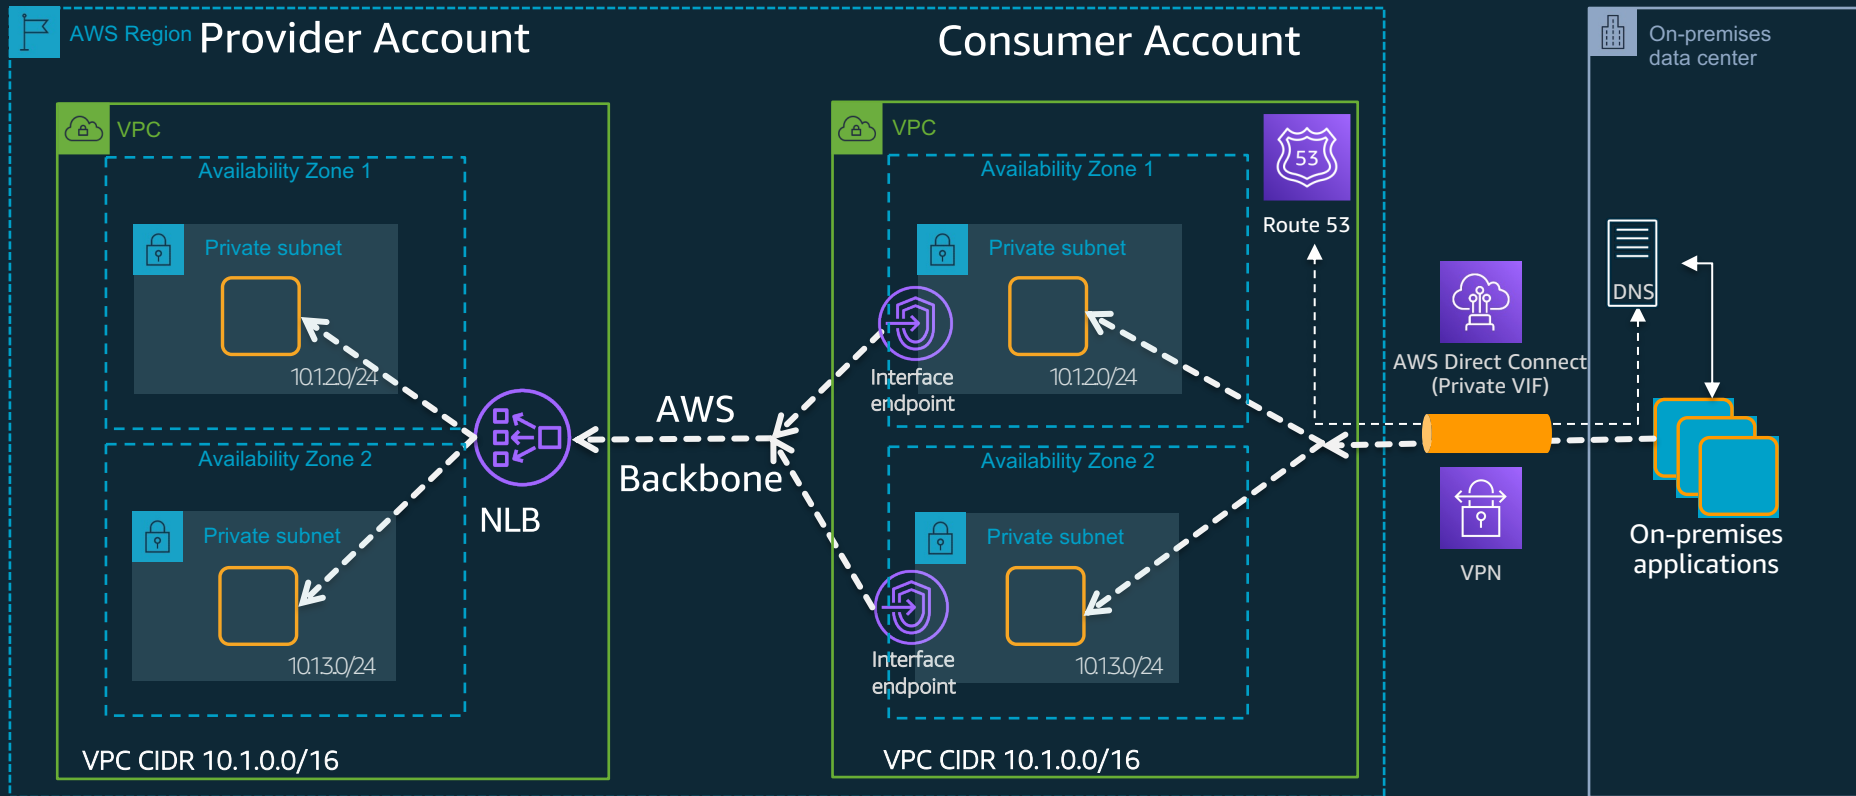 AWS Region
Provider Account
Consumer Account
On-premises
data center
VPC
Availability Zone 1
Private subnet
10.1.2.0/24
Availability Zone 2
Private subnet
10.1.3.0/24
VPC CIDR 10.1.0.0/16
NLB
AWS
Backbone
VPC
Availability Zone 1
Private subnet
10.1.2.0/24
Interface
endpoint
Availability Zone 2
Private subnet
10.1.3.0/24
Interface
endpoint
VPC CIDR 10.1.0.0/16
53
Route 53
AWS Direct Connect
(Private VIF)
VPN
DNS
On-premises
applications